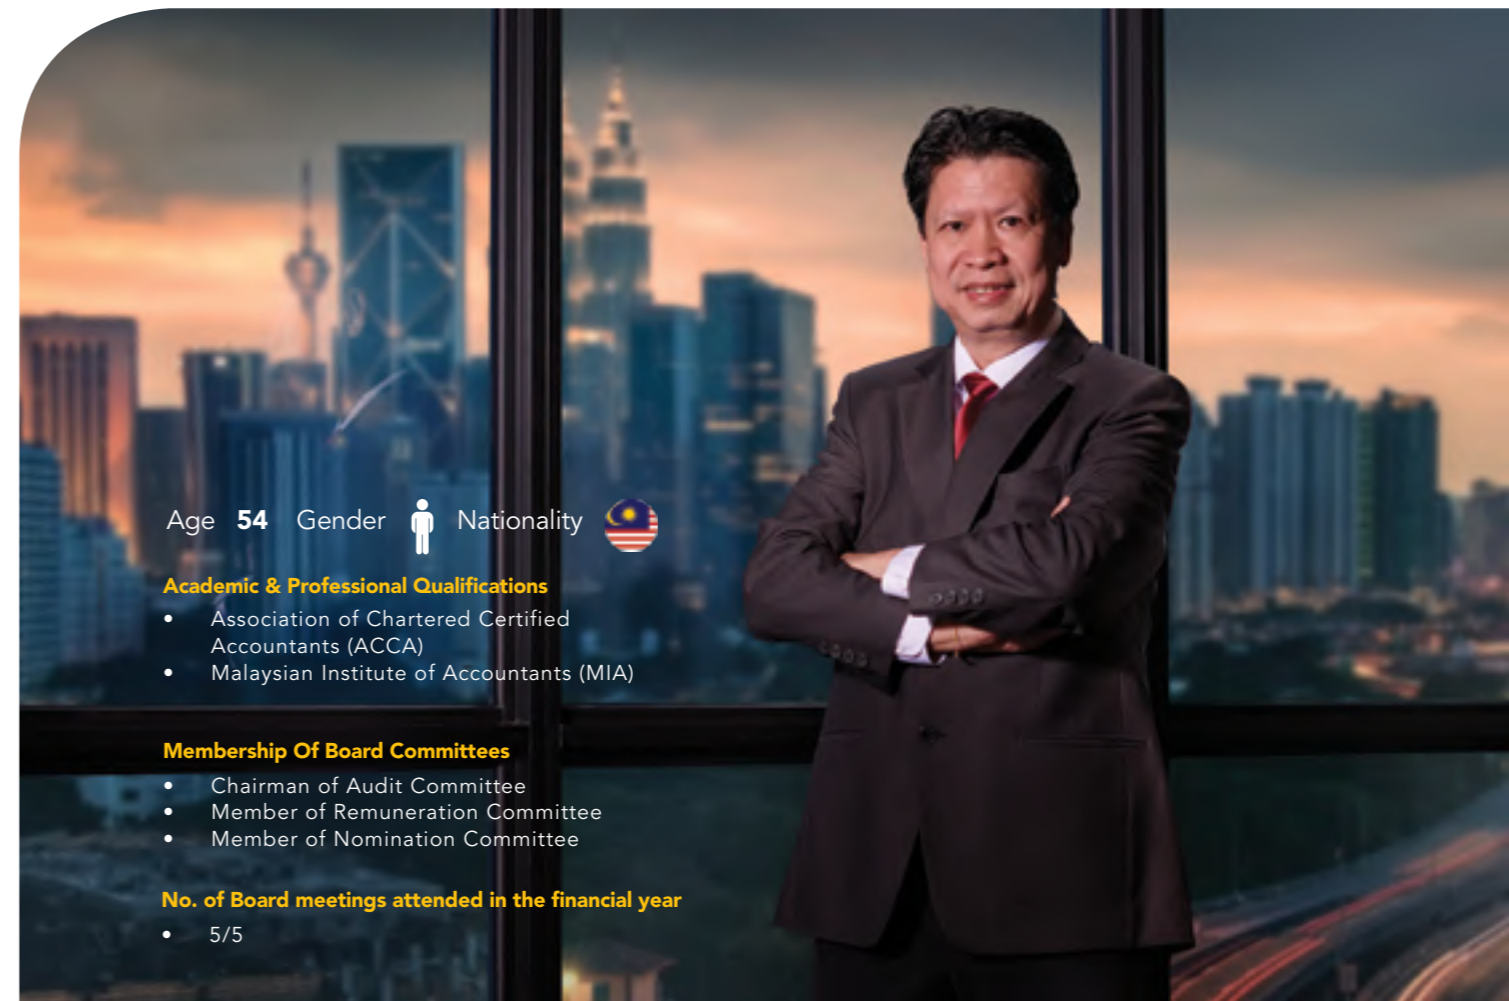 Age 54 Gender Nationality
Academic & Professional Qualifications
• Association of Chartered Certified
Accountants (ACCA)
• Malaysian Institute of Accountants (MIA)
Membership Of Board Committees
• Chairman of Audit Committee
• Member of Remuneration Committee
• Member of Nomination Committee
No. of Board meetings attended in the financial year
• 5/5